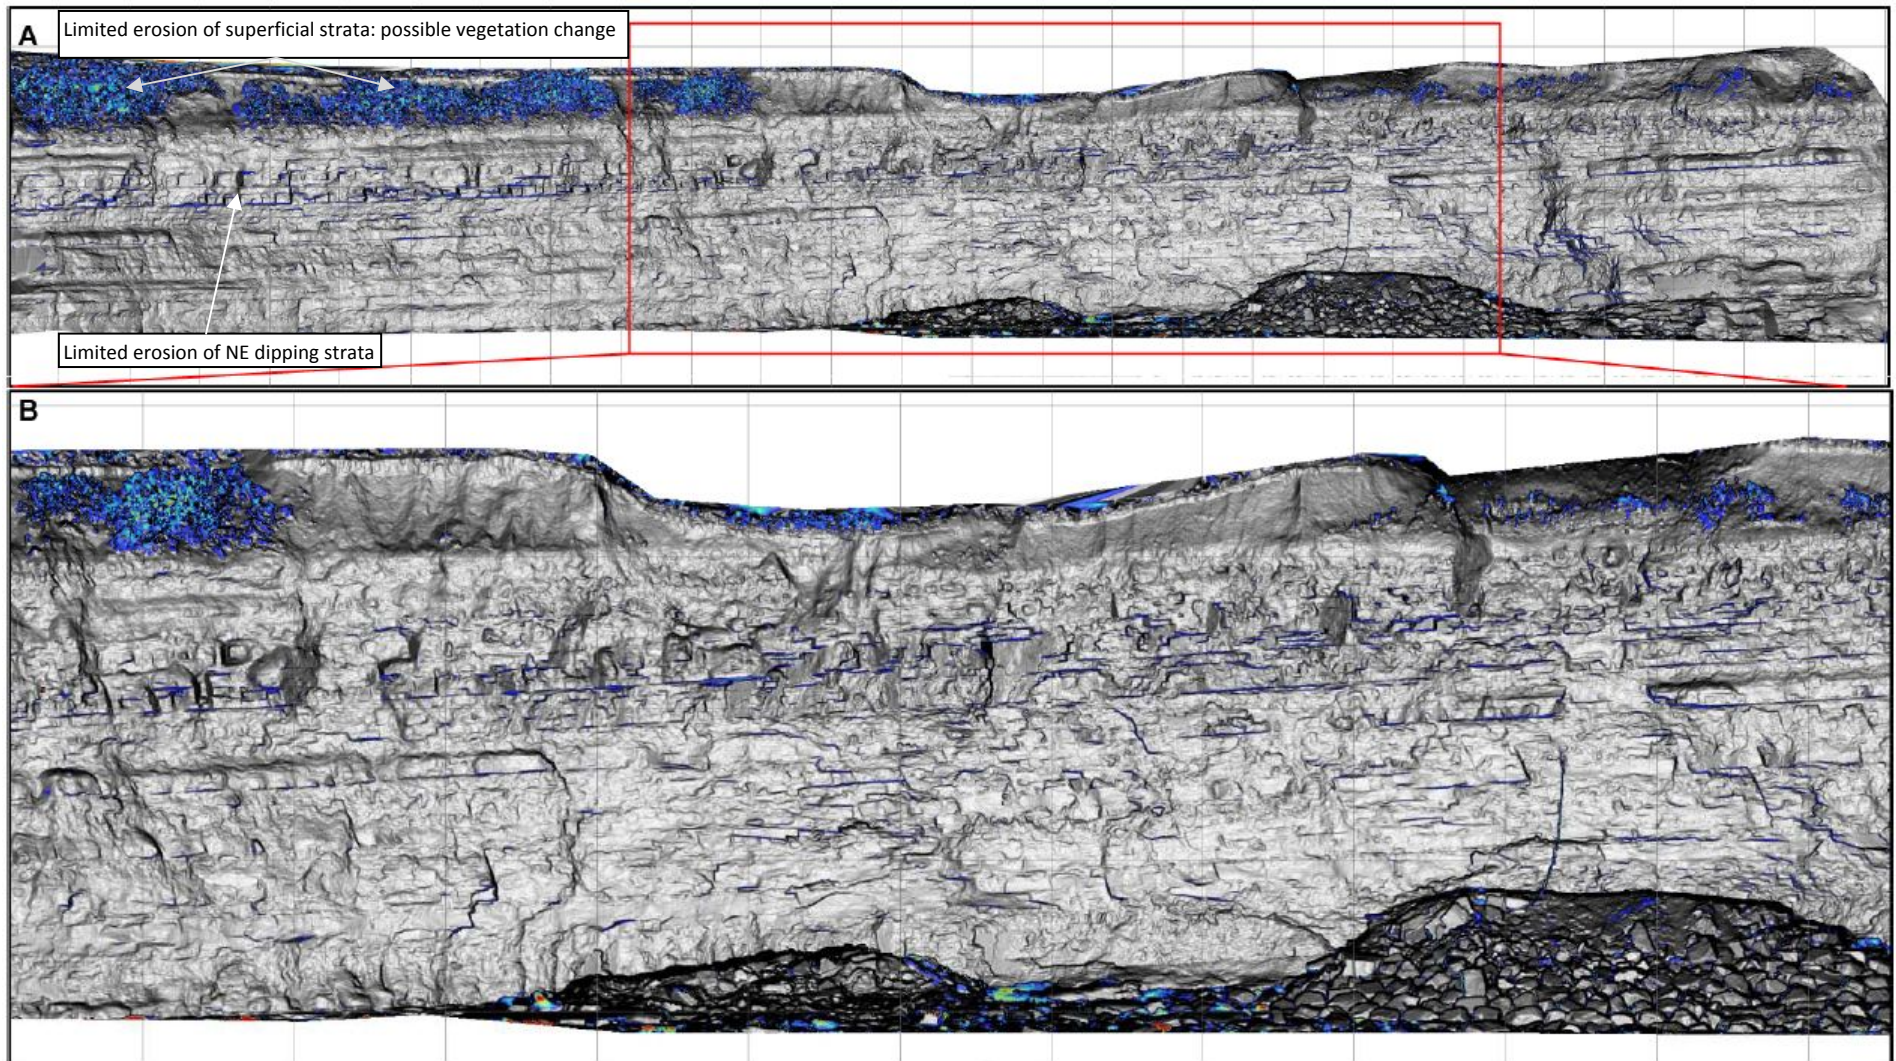 A
Limited erosion of superficial strata: possible vegetation change
Limited erosion of NE dipping strata
B